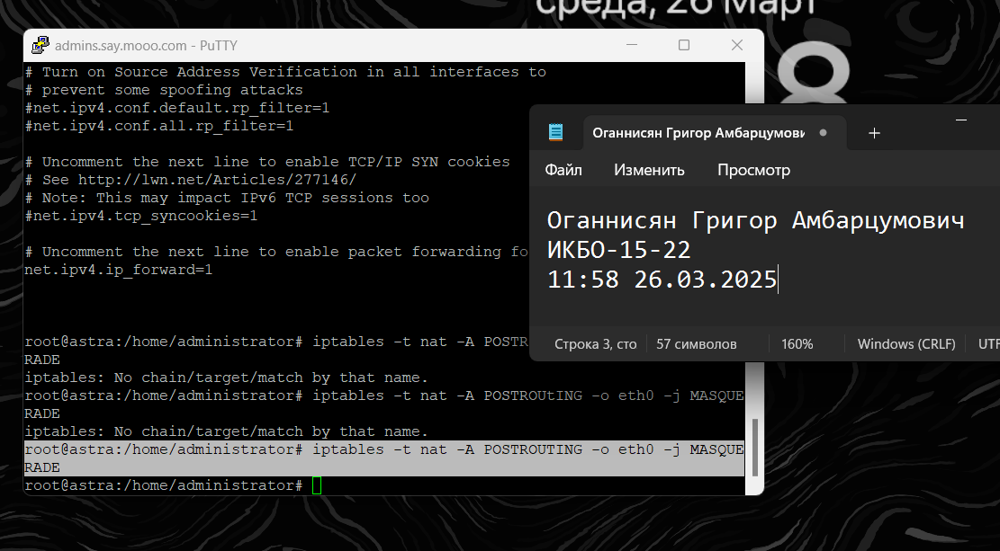 среда, 26 Март
admins.say.mooo.com - PuTTY
# Turn on Source Address Verification in all interfaces to
# prevent some spoofing attacks
#net.ipv4.conf.default.rp_filter=1
#net.ipv4.conf.all.rp_filter=1
# Uncomment the next line to enable TCP/IP SYN cookies
# See http://lwn.net/Articles/277146/
# Note: This may impact IPv6 TCP sessions too
#net.ipv4.tcp_syncookies=1
# Uncomment the next line to enable packet forwarding fo
net.ipv4.ip_forward=1
root@astra:/home/administrator# iptables -t nat -A POSTR
RADE
iptables: No chain/target/match by that name.
root@astra:/home/administrator# iptables -t nat -A POSTROUtING -o eth0 -j MASQUE
RADE
iptables: No chain/target/match by that name.
root@astra:/home/administrator# iptables -t nat -A POSTROUTING -o eth0 -j MASQUE
RADE
root@astra:/home/administrator#
Оганнисян Григор Амбарцумови
Файл Изменить Просмотр
Оганнисян Григор Амбарцумович
ИКБО-15-22
11:58 26.03.2025
Строка 3, сто 57 символов 160% Windows (CRLF) UTF